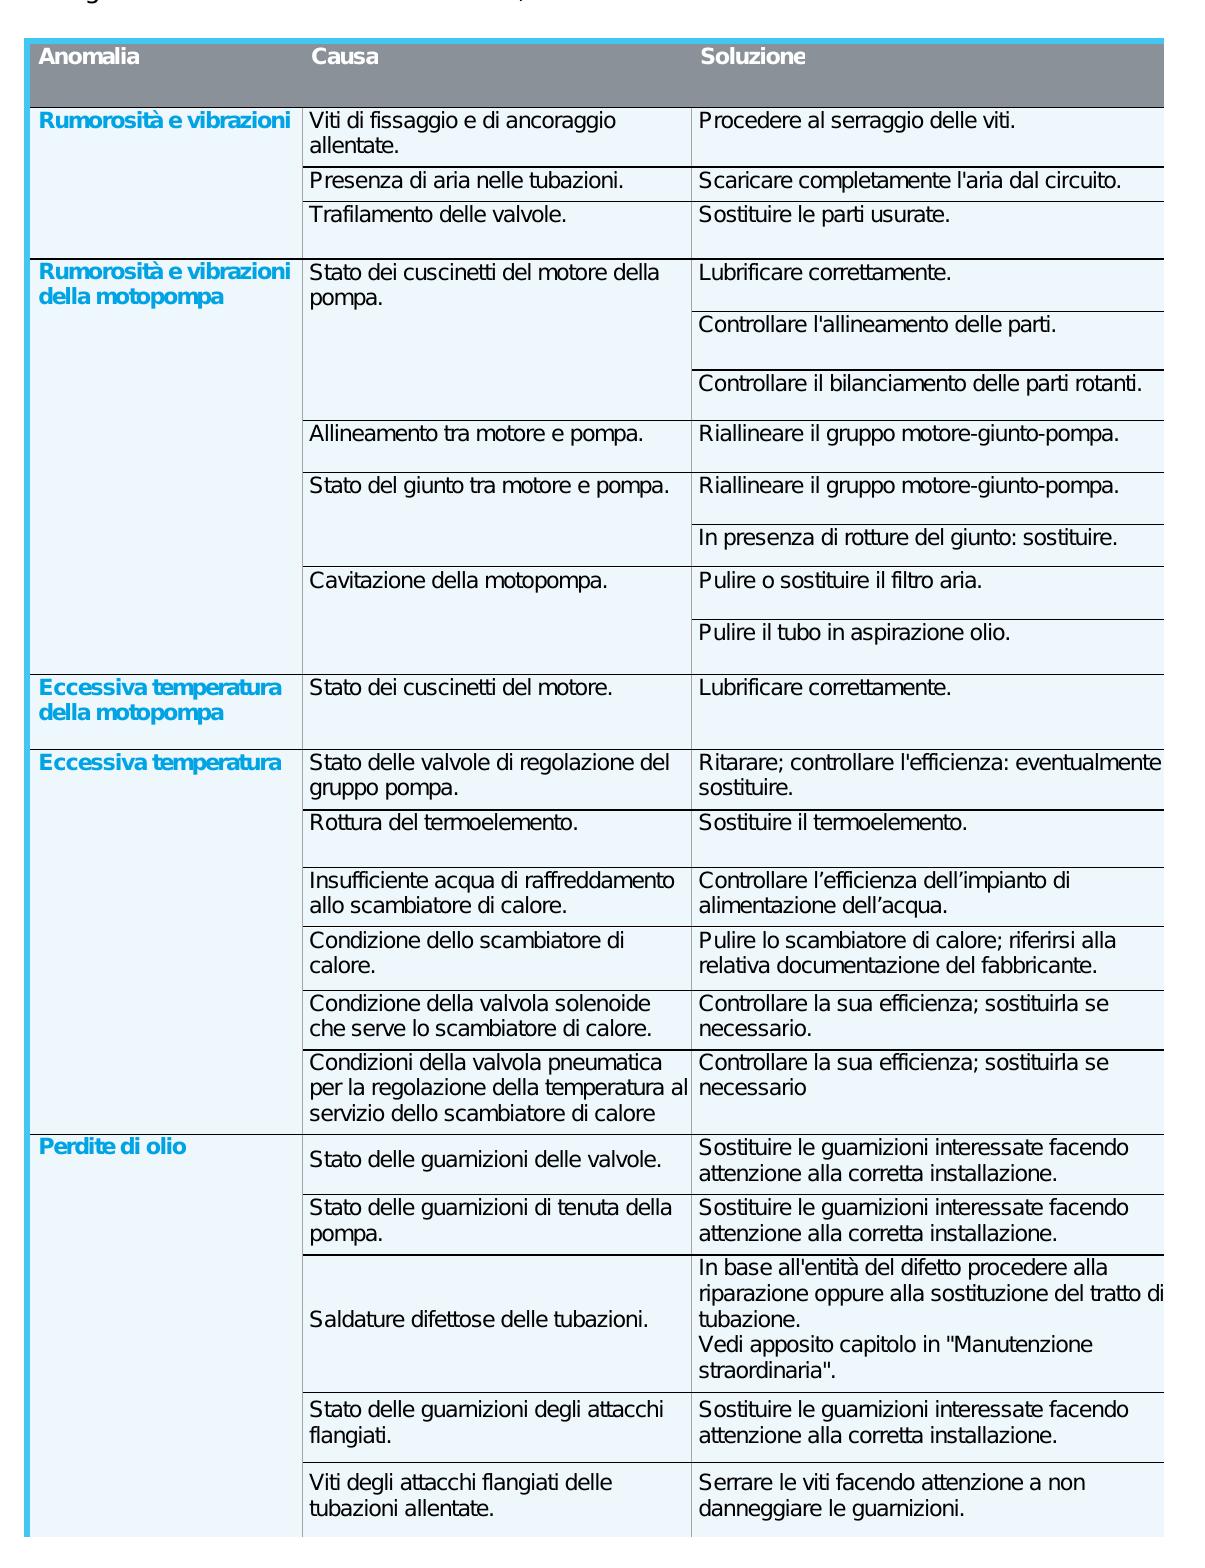 Anomalia Causa Soluzione
Rumorosità e vibrazioni Viti di fissaggio e di ancoraggio Procedere al serraggio delle viti.
allentate.
Presenza di aria nelle tubazioni. Scaricare completamente l'aria dal circuito.
Trafilamento delle valvole. Sostituire le parti usurate.
Rumorosità e vibrazioni Stato dei cuscinetti del motore della Lubrificare correttamente.
della motopompa pompa.
Controllare l'allineamento delle parti.
Controllare il bilanciamento delle parti rotanti.
Allineamento tra motore e pompa. Riallineare il gruppo motore-giunto-pompa.
Stato del giunto tra motore e pompa. Riallineare il gruppo motore-giunto-pompa.
In presenza di rotture del giunto: sostituire.
Cavitazione della motopompa. Pulire o sostituire il filtro aria.
Pulire il tubo in aspirazione olio.
Eccessiva temperatura Stato dei cuscinetti del motore. Lubrificare correttamente.
della motopompa
Eccessiva temperatura Stato delle valvole di regolazione del Ritarare; controllare l'efficienza: eventualmente
gruppo pompa. sostituire.
Rottura del termoelemento. Sostituire il termoelemento.
Insufficiente acqua di raffreddamento Controllare l’efficienza dell’impianto di
allo scambiatore di calore. alimentazione dell’acqua.
Condizione dello scambiatore di Pulire lo scambiatore di calore; riferirsi alla
calore. relativa documentazione del fabbricante.
Condizione della valvola solenoide Controllare la sua efficienza; sostituirla se
che serve lo scambiatore di calore. necessario.
Condizioni della valvola pneumatica Controllare la sua efficienza; sostituirla se
per la regolazione della temperatura al necessario
servizio dello scambiatore di calore
Perdite di olio Stato delle guarnizioni delle valvole. Sostituire le guarnizioni interessate facendo
attenzione alla corretta installazione.
Stato delle guarnizioni di tenuta della Sostituire le guarnizioni interessate facendo
pompa. attenzione alla corretta installazione.
In base all'entità del difetto procedere alla
riparazione oppure alla sostituzione del tratto di
Saldature difettose delle tubazioni. tubazione.
Vedi apposito capitolo in "Manutenzione
straordinaria".
Stato delle guarnizioni degli attacchi Sostituire le guarnizioni interessate facendo
flangiati. attenzione alla corretta installazione.
Viti degli attacchi flangiati delle Serrare le viti facendo attenzione a non
tubazioni allentate. danneggiare le guarnizioni.